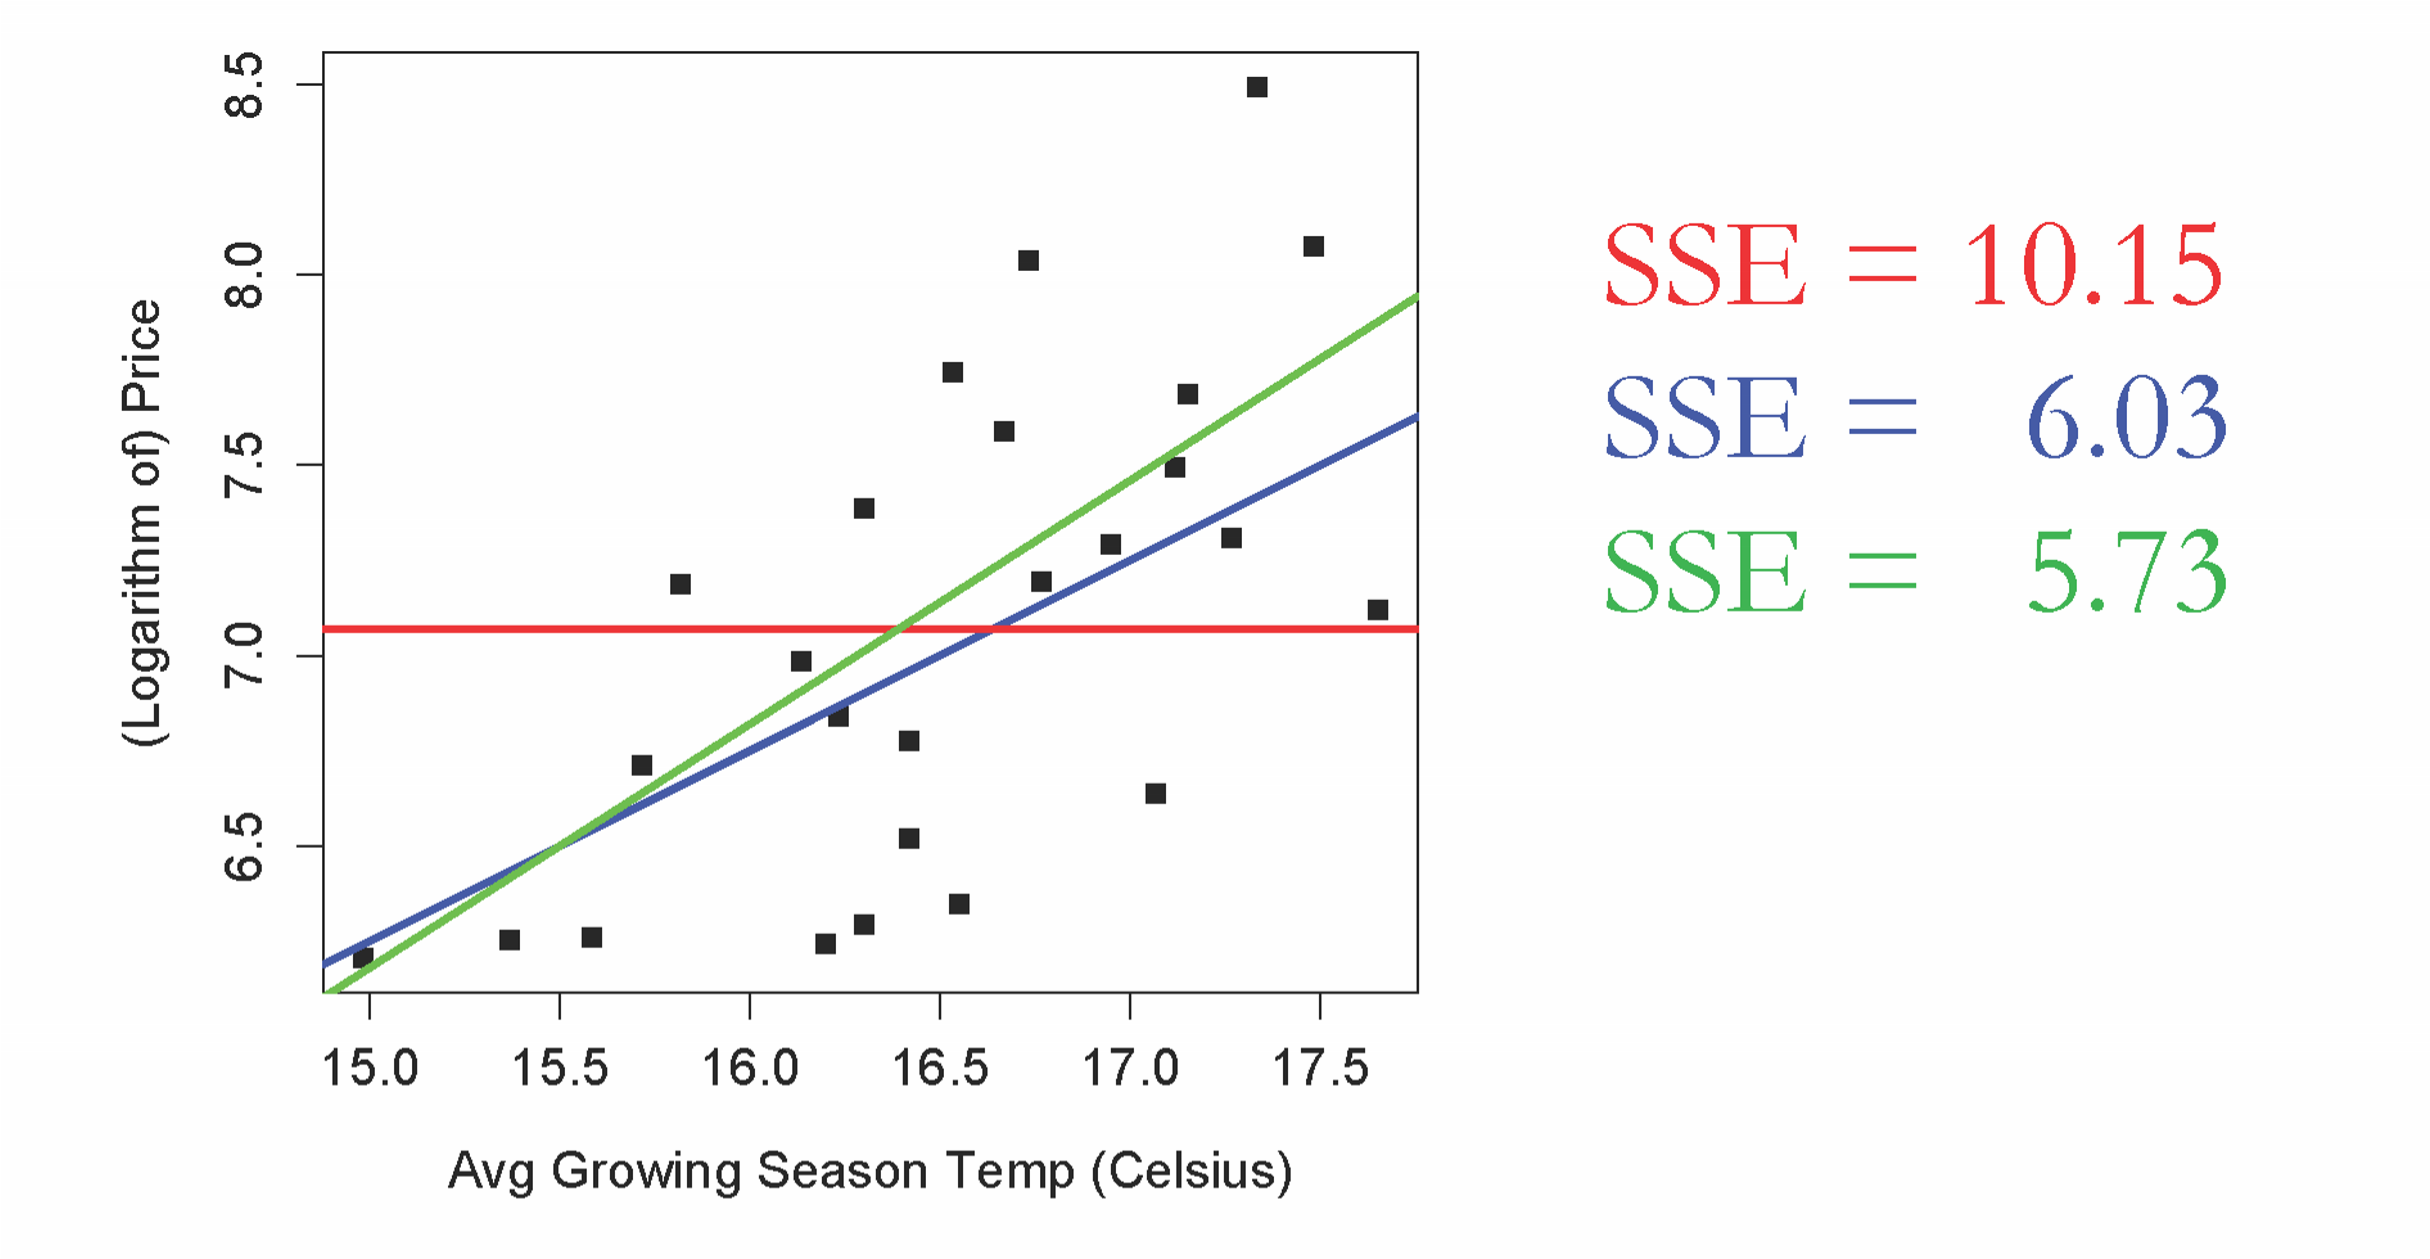 (Logarithm of) Price
8.5
8.0
7.5
7.0
6.5
15.0 15.5 16.0 16.5 17.0 17.5
Avg Growing Season Temp (Celsius)
SSE = 10.15
SSE = 6.03
SSE = 5.73